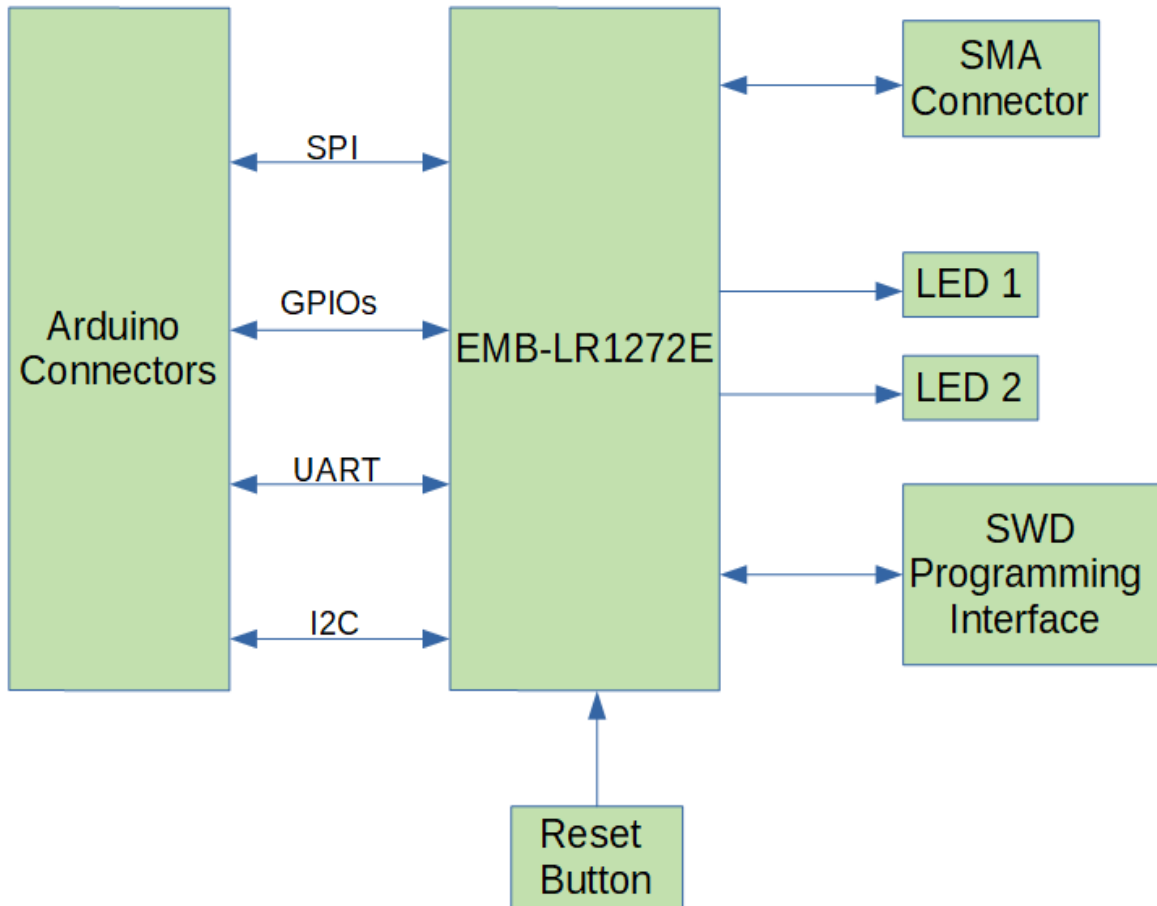 SMA
Connector
SPI
GPIOs
LED 1
Arduino
Connectors
EMB-LR1272E
LED 2
UART
SWD
Programming
Interface
I2C
Reset
Button